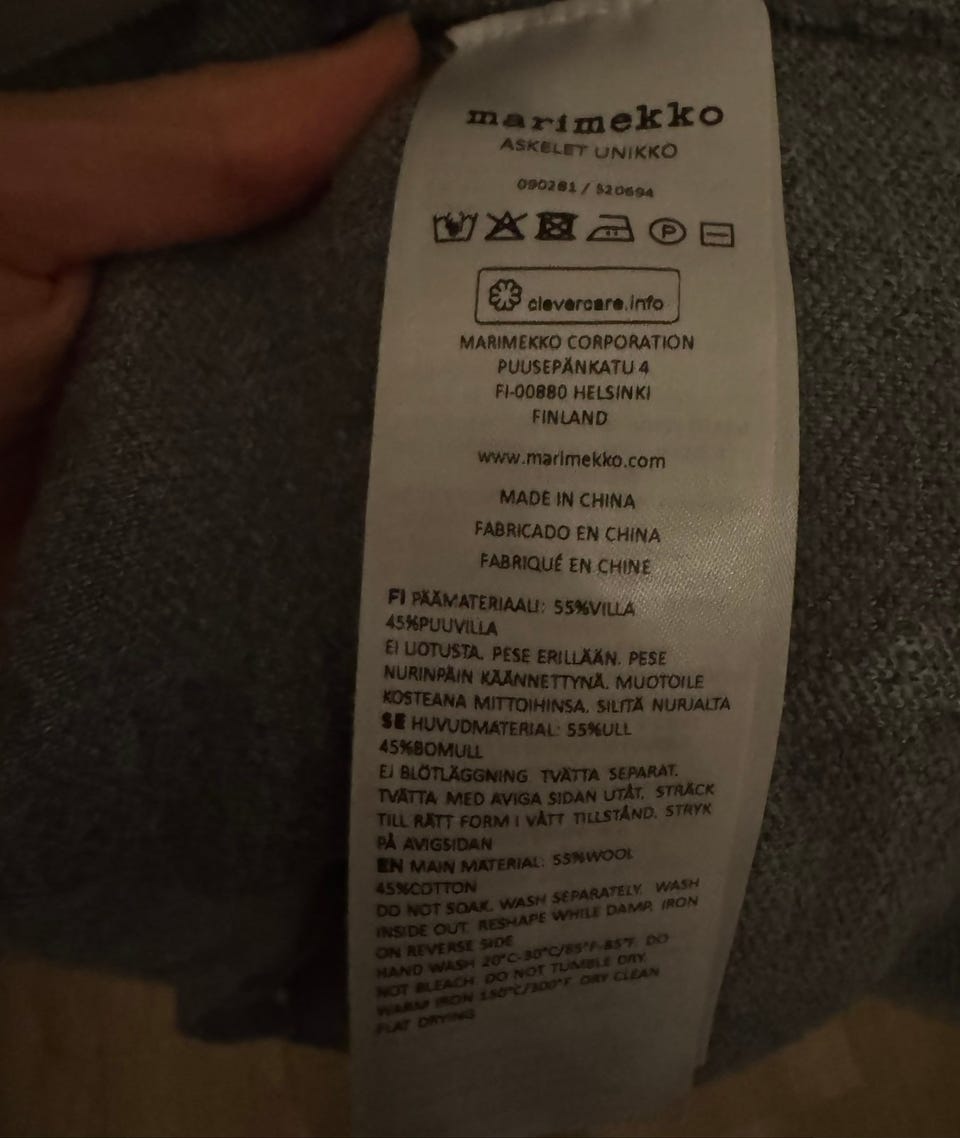 marimekko
ASKELET UNIKKO
090281 / 520694
P
clevercare.info
MARIMEKKO CORPORATION
PUUSEPÄNKATU 4
FI-00880 HELSINKI
FINLAND
www.marimekko.com
MADE IN CHINA
FABRICADO EN CHINA
FABRIQUÉ EN CHINE
FI PÄÄMATERIAALI: 55%VILLA
45%PUUVILLA
EI LIOTUSTA. PESE ERILLÄÄN. PESE
NURINPÄIN KÄÄNNETTYNÄ. MUOTOILE
KOSTEANA MITTOIHINSA. SILITÄ NURJALTA
SE HUVUDMATERIAL: 55%ULL
45%BOMULL
EJ BLÖTLÄGGNING TVÄTTA SEPARAT.
TVÄTTA MED AVIGA SIDAN UTÅT. STRÄCK
TILL RÄTT FORM I VÅTT TILLSTÅND. STRYK
PÅ AVIGSIDAN
EN MAIN MATERIAL: 55%WOOL
45%COTTON
DO NOT SOAK. WASH SEPARATELY. WASH
INSIDE OUT. RESHAPE WHILE DAMP. IRON
ON REVERSE SIDE
HAND WASH 20°C-30°C/65°F-85°F. DO
NOT BLEACH. DO NOT TUMBLE DRY.
WARM IRON 150°C/300°F. DRY CLEAN
FLAT DRYING